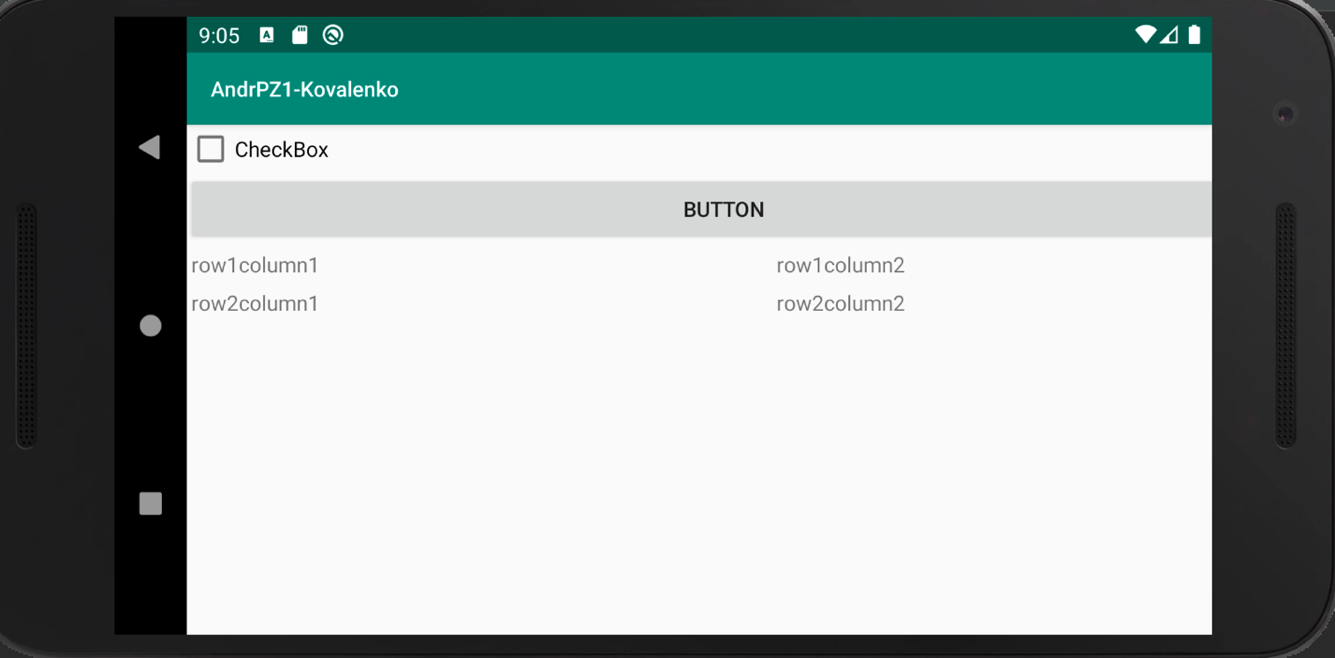 9:05
AndrPZ1-Kovalenko
CheckBox
BUTTON
row1column1 row1column2
row2column1 row2column2